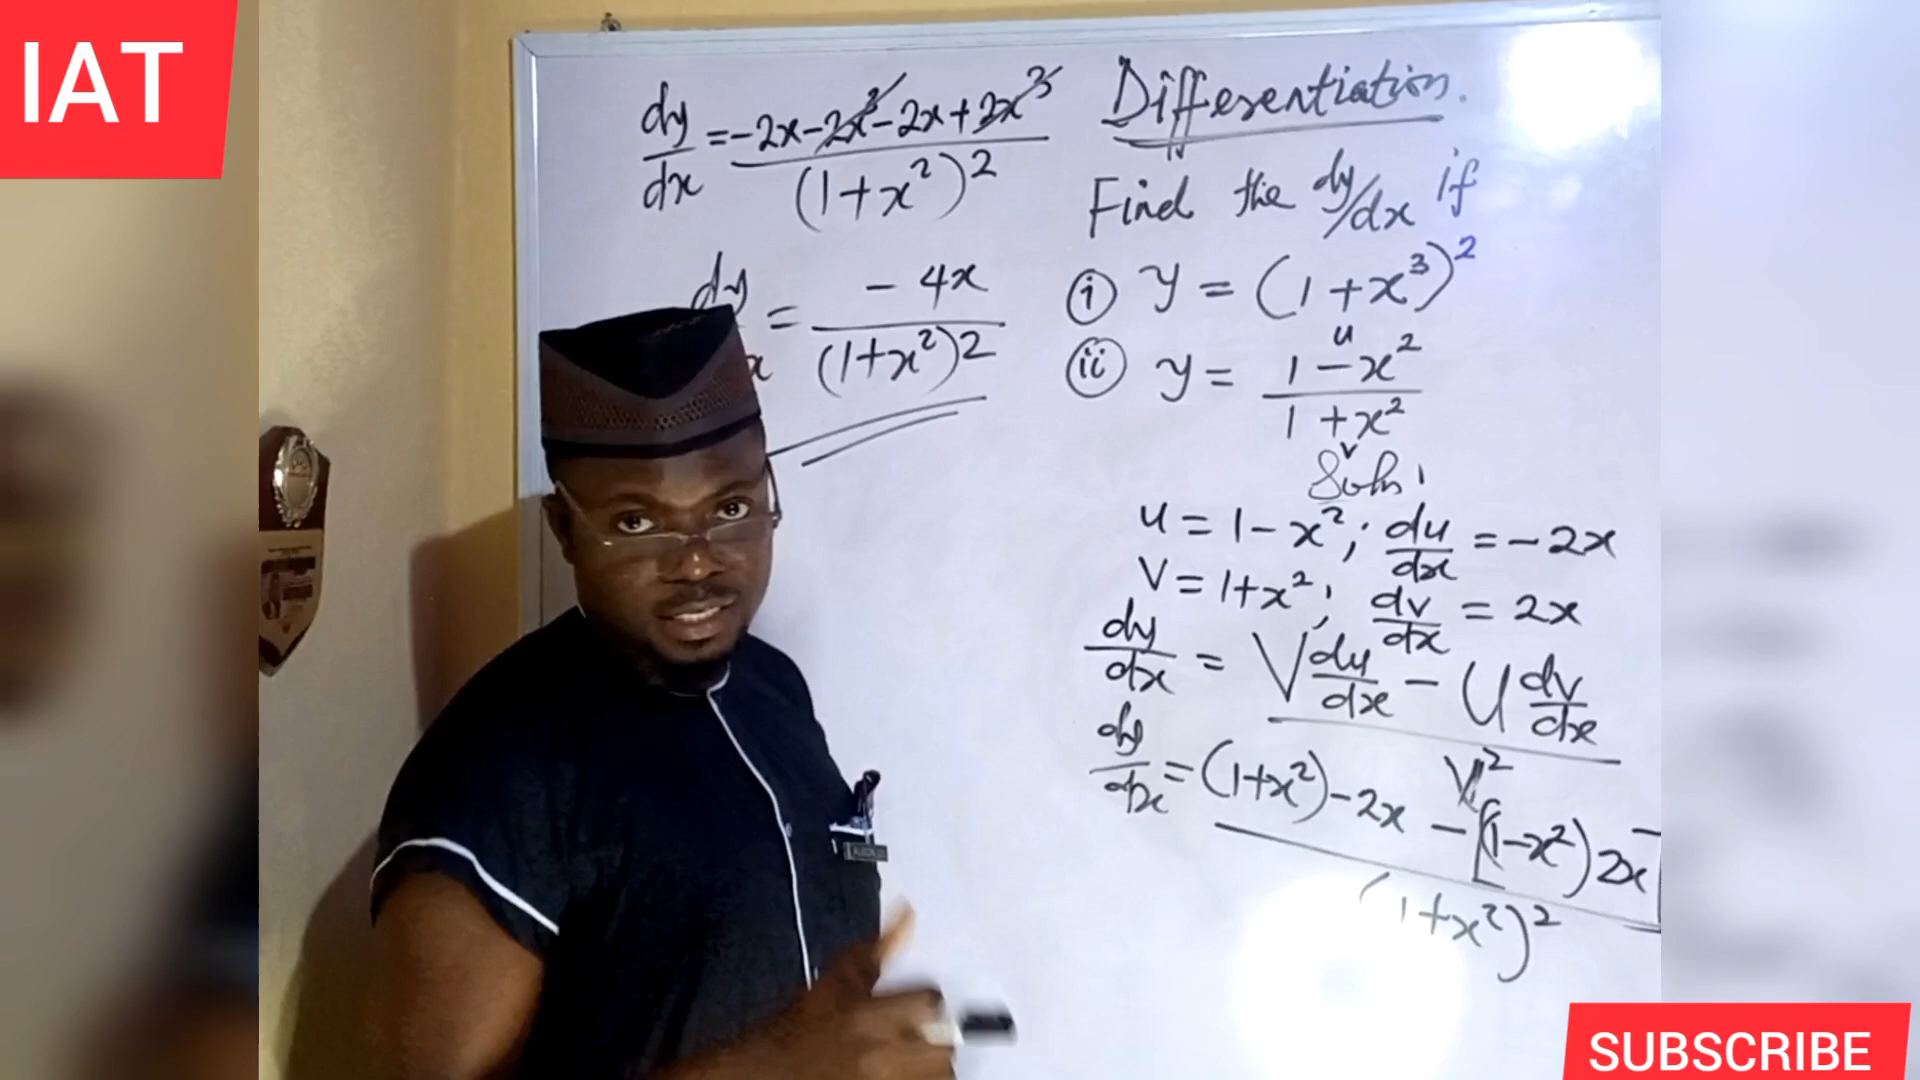 IAT
Differentiation.
Find the dy/dx if
(i) y = (1+x³)²
(ii) y = (1-x²)/(1+x²)
u
v
Soln
u = 1-x²; du/dx = -2x
V = 1+x²; dv/dx = 2x
dy/dx = (V du/dx - U dv/dx)/V²
dy/dx = ((1+x²)-2x - [(1-x²)2x])/(1+x²)²
dy/dx = (-2x-2x³-2x+2x³)/(1+x²)²
dy/dx = -4x/(1+x²)²
SUBSCRIBE